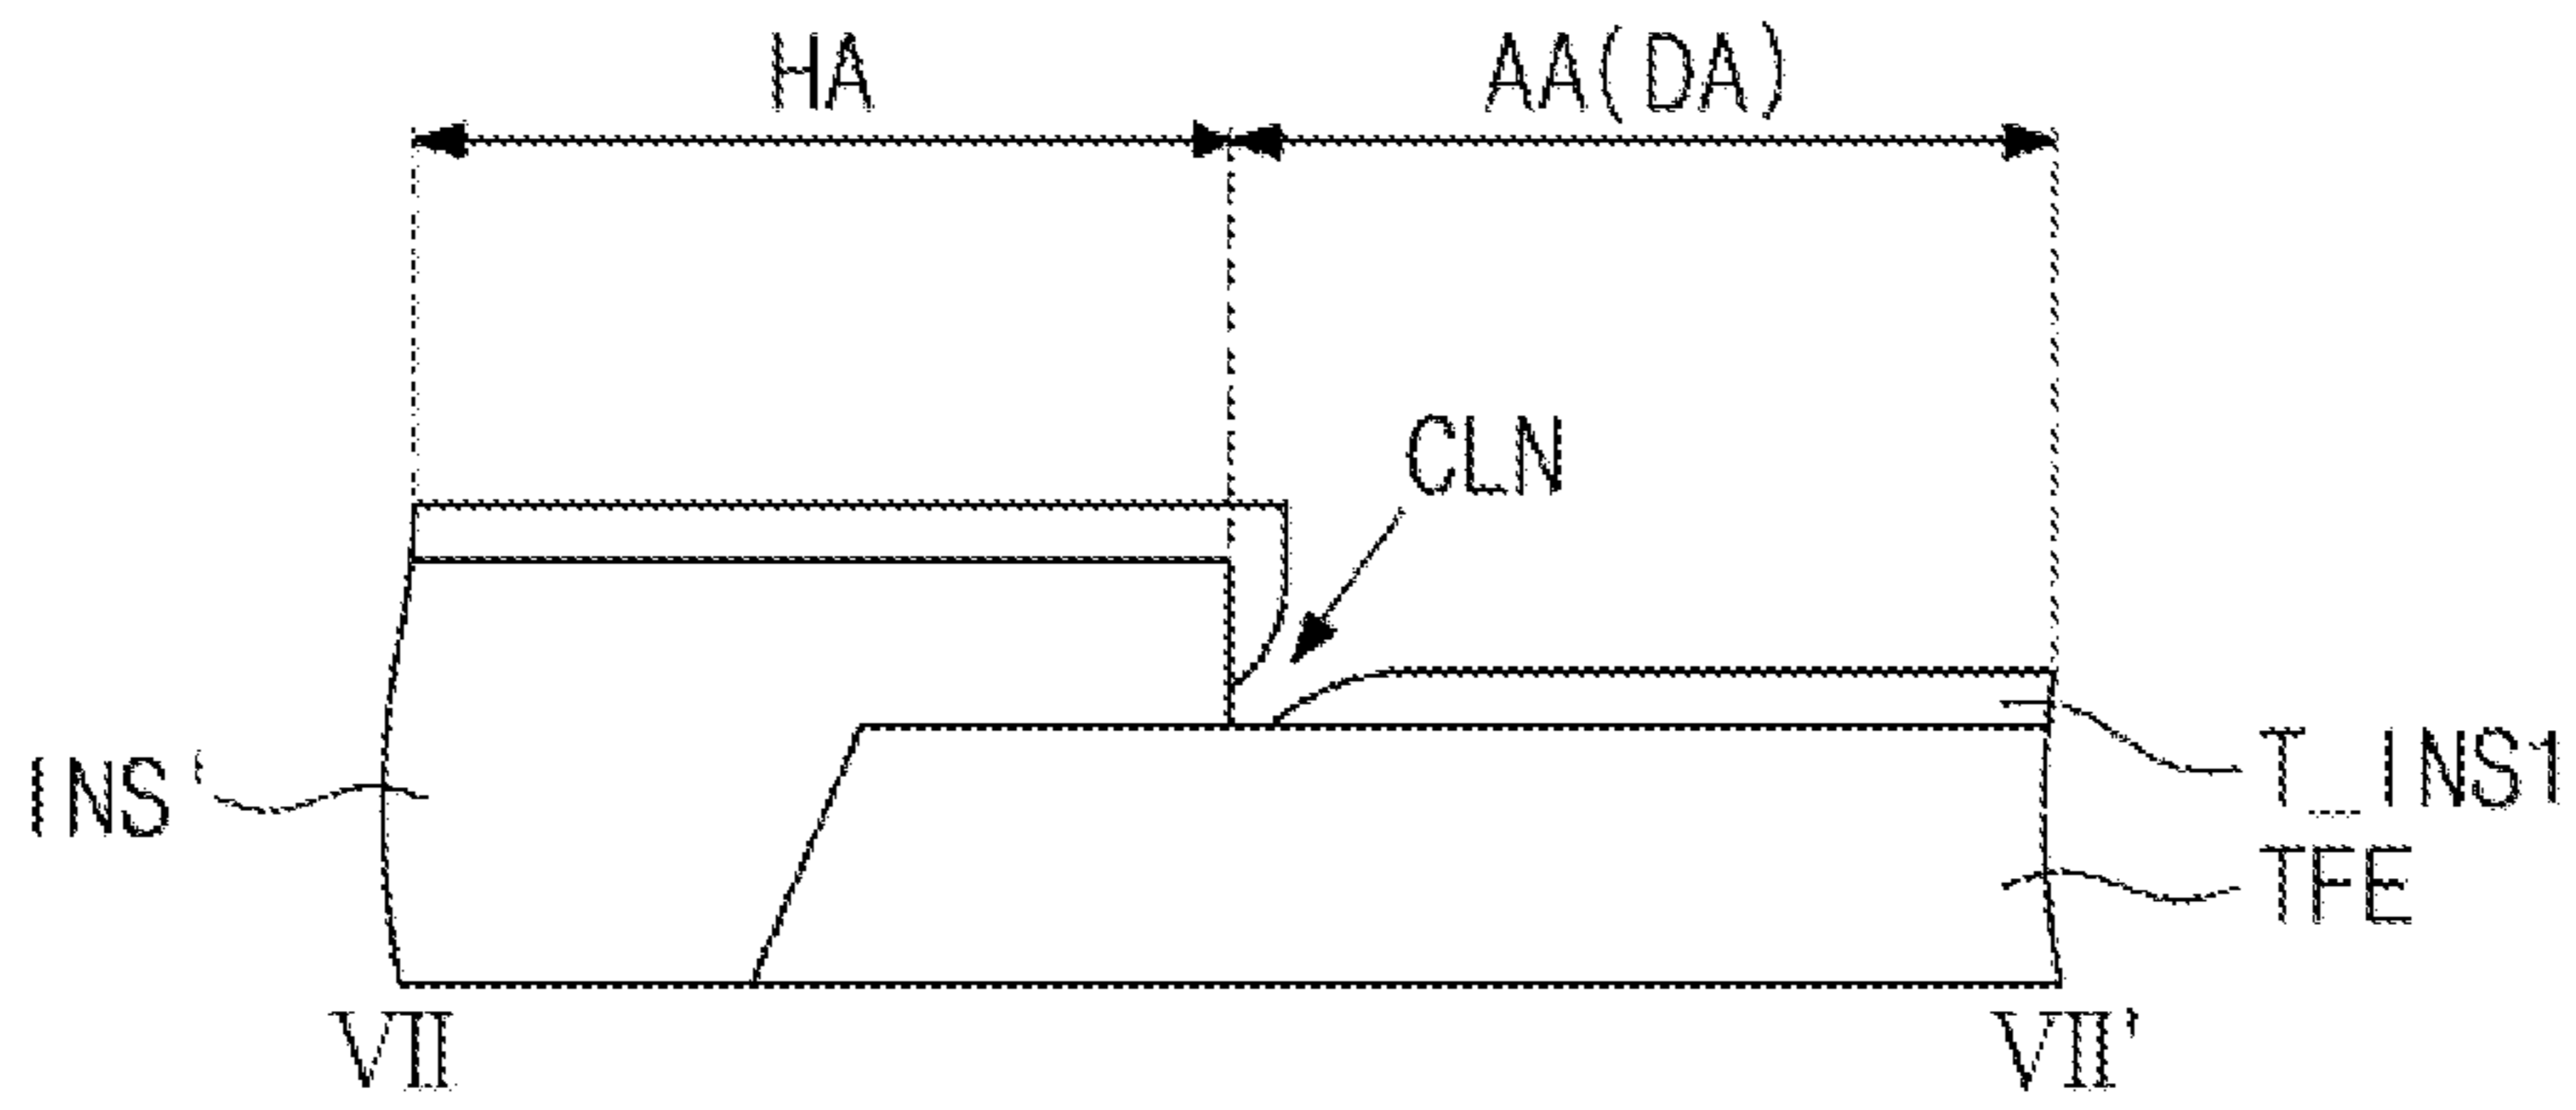 HA
AA(DA)
CLN
INS'
T_INS1
TFE
VII
VII'